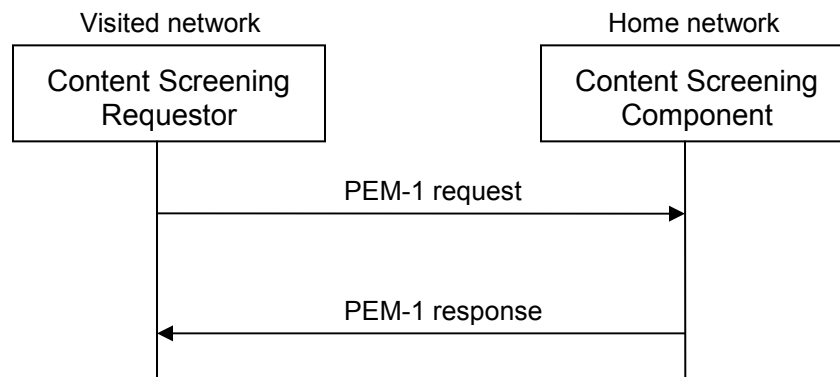 Visited network
Home network
Content Screening
Requestor
Content Screening
Component
PEM-1 request
PEM-1 response